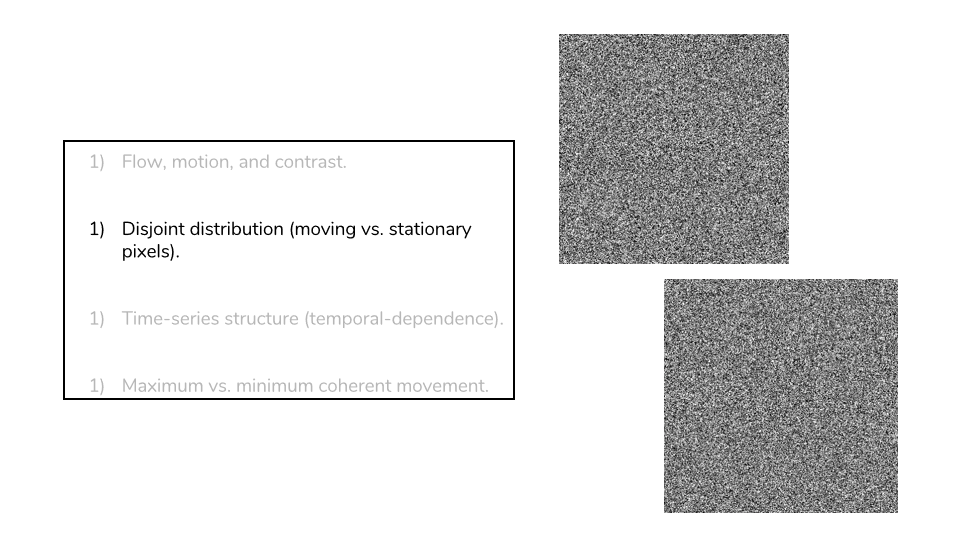 1) Flow, motion, and contrast.
1) Disjoint distribution (moving vs. stationary
pixels).
1) Time-series structure (temporal-dependence).
1) Maximum vs. minimum coherent movement.